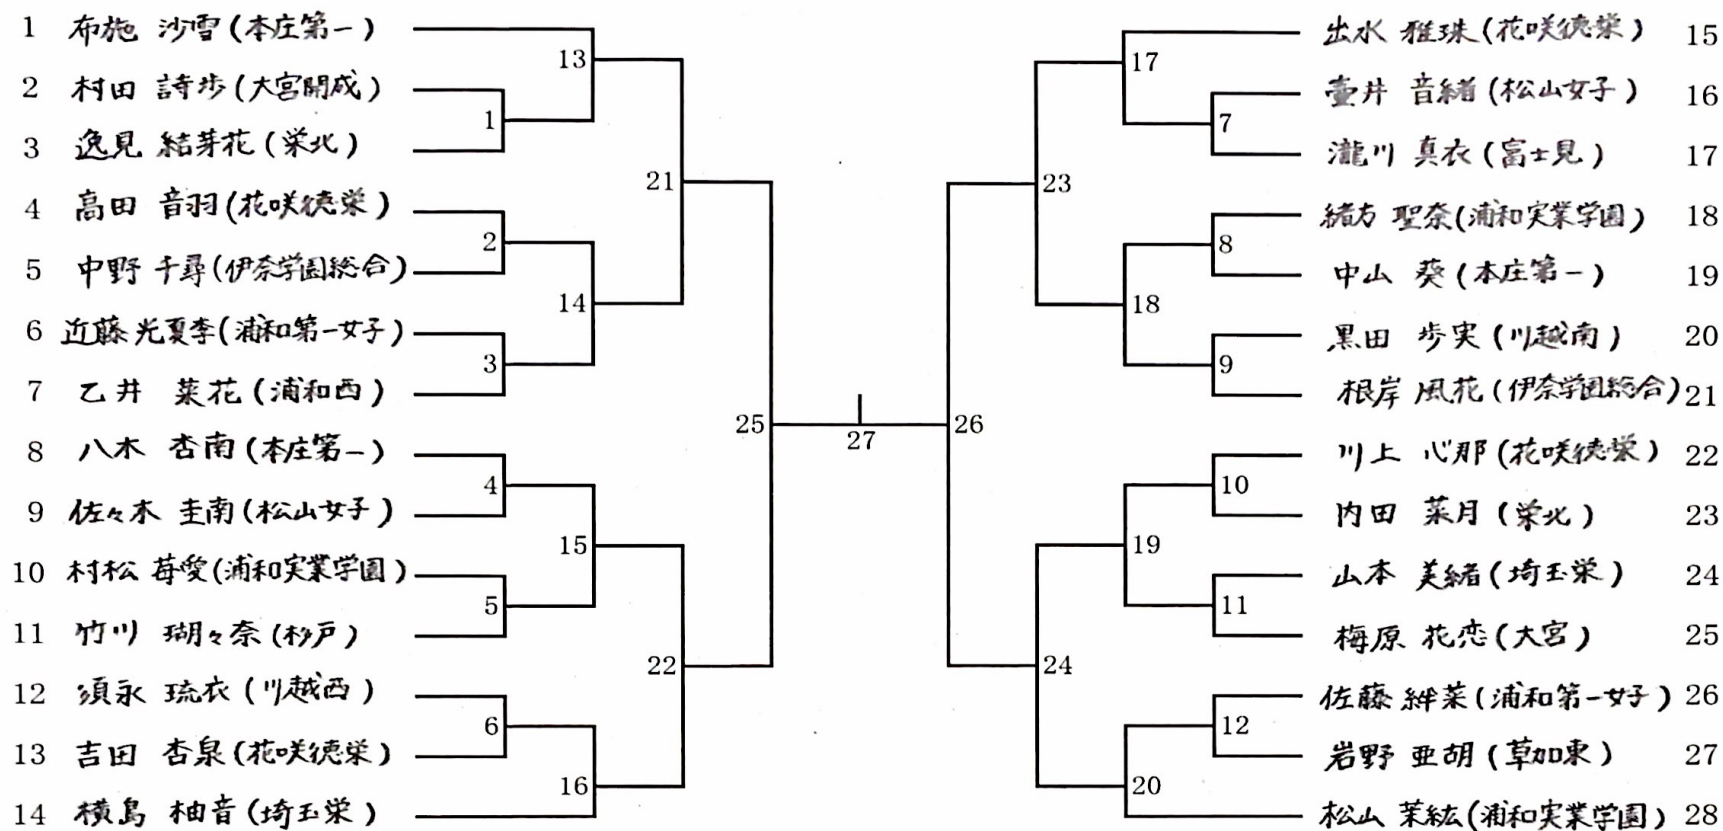 1 布施 沙雪(本庄第一)
2 村田 詩歩(大宮開成)
3 逸見 結芽花(栄北)
4 高田 音羽(花咲徳栄)
5 中野 千尋(伊奈学園総合)
6 近藤 光夏李(浦和第一女子)
7 乙井 菜花(浦和西)
8 八木 杏南(本庄第一)
9 佐々木 圭南(松山女子)
10 村松 苺愛(浦和実業学園)
11 竹川 瑚々奈(杉戸)
12 須永 琉衣(川越西)
13 吉田 杏泉(花咲徳栄)
14 横島 柚音(埼玉栄)
13
1
21
2
14
3
25
4
15
5
22
6
16
27
17
7
23
8
18
9
26
10
19
11
24
12
20
出水 雅珠(花咲徳栄) 15
壷井 音緒(松山女子) 16
瀧川 真衣(富士見) 17
緒方 聖奈(浦和実業学園) 18
中山 葵(本庄第一) 19
黒田 歩実(川越南) 20
根岸 風花(伊奈学園総合) 21
川上 心那(花咲徳栄) 22
内田 菜月(栄北) 23
山本 美緒(埼玉栄) 24
梅原 花恋(大宮) 25
佐藤 絆菜(浦和第一女子) 26
岩野 亜胡(草加東) 27
松山 茉紘(浦和実業学園) 28